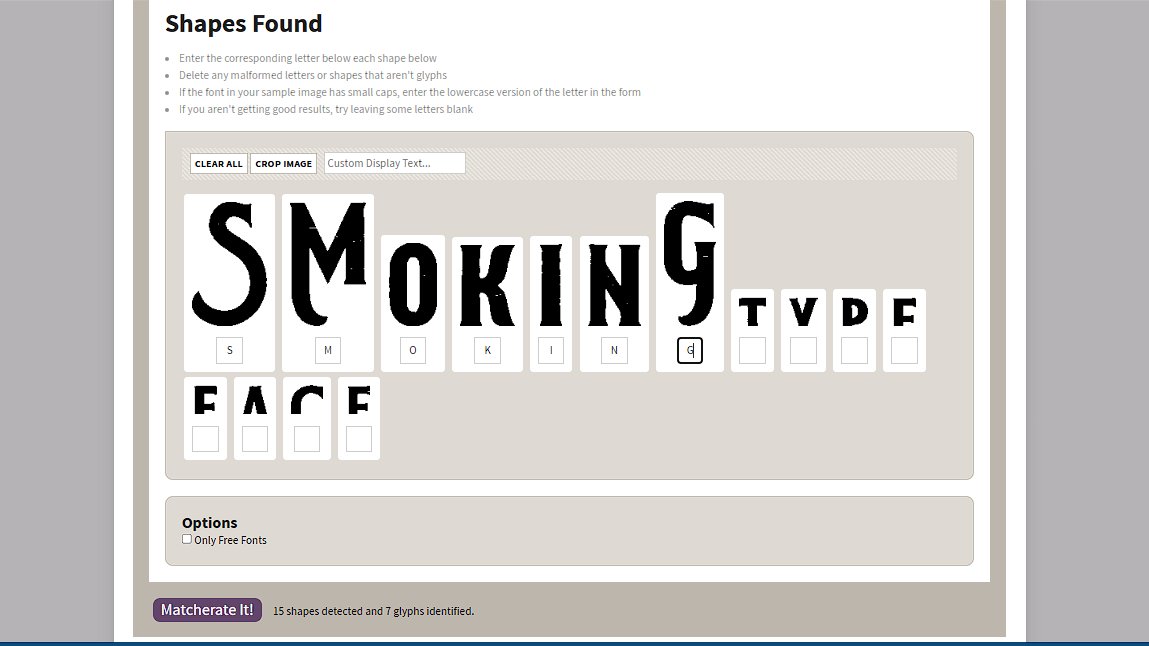 Shapes Found
Enter the corresponding letter below each shape below
Delete any malformed letters or shapes that aren't glyphs
If the font in your sample image has small caps, enter the lowercase version of the letter in the form
If you aren't getting good results, try leaving some letters blank
CLEAR ALL CROP IMAGE Custom Display Text...
SMOKING TYPE
S M O K I N G
FACE
Options
Only Free Fonts
Matcherate It! 15 shapes detected and 7 glyphs identified.